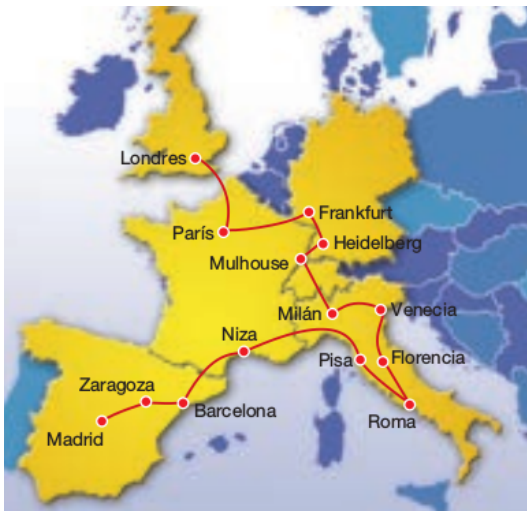 Londres
Frankfurt
París
Heidelberg
Mulhouse
Milán
Venecia
Niza
Pisa
Florencia
Zaragoza
Barcelona
Roma
Madrid